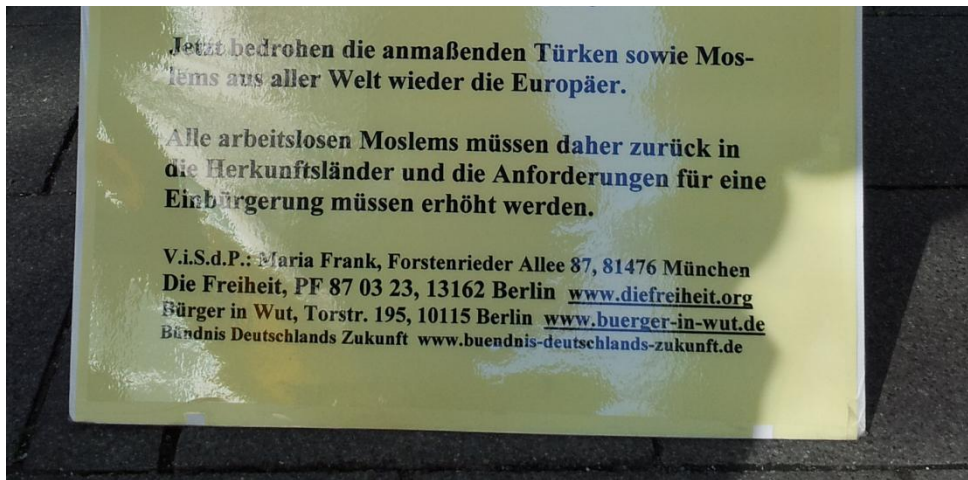 Jetzt bedrohen die anmaßenden Türken sowie Mos-
lems aus aller Welt wieder die Europäer.
Alle arbeitslosen Moslems müssen daher zurück in
die Herkunftsländer und die Anforderungen für eine
Einbürgerung müssen erhöht werden.
V.i.S.d.P.: Maria Frank, Forstenrieder Allee 87, 81476 München
Die Freiheit, PF 87 03 23, 13162 Berlin www.diefreiheit.org
Bürger in Wut, Torstr. 195, 10115 Berlin www.buerger-in-wut.de
Bündnis Deutschlands Zukunft www.buendnis-deutschlands-zukunft.de